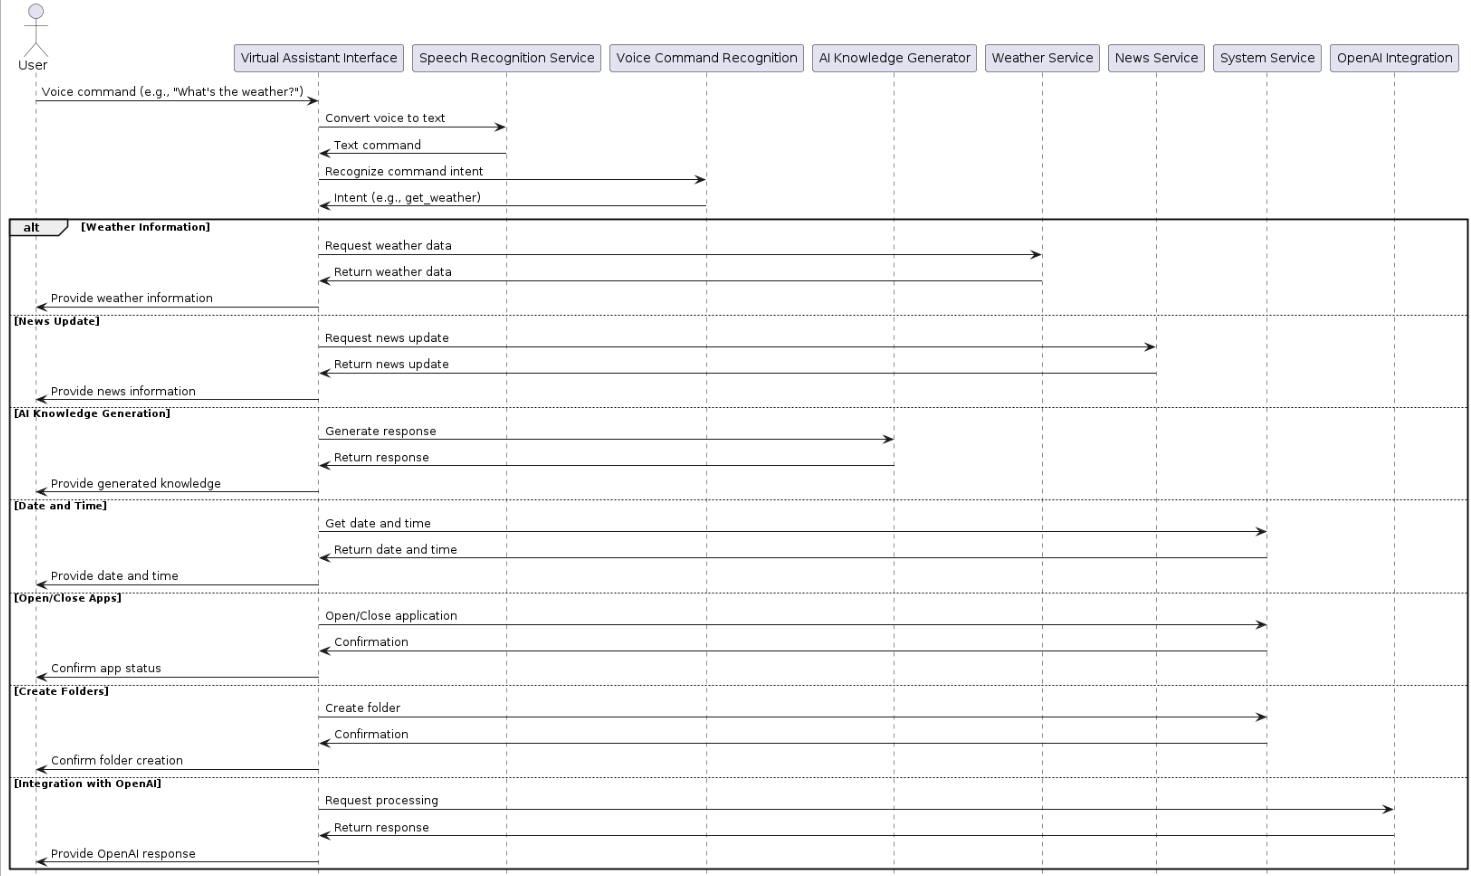 User
Virtual Assistant Interface
Speech Recognition Service
Voice Command Recognition
AI Knowledge Generator
Weather Service
News Service
System Service
OpenAI Integration
Voice command (e.g., "What's the weather?")
Convert voice to text
Text command
Recognize command intent
Intent (e.g., get_weather)
alt [Weather Information]
Request weather data
Return weather data
Provide weather information
[News Update]
Request news update
Return news update
Provide news information
[AI Knowledge Generation]
Generate response
Return response
Provide generated knowledge
[Date and Time]
Get date and time
Return date and time
Provide date and time
[Open/Close Apps]
Open/Close application
Confirmation
Confirm app status
[Create Folders]
Create folder
Confirmation
Confirm folder creation
[Integration with OpenAI]
Request processing
Return response
Provide OpenAI response